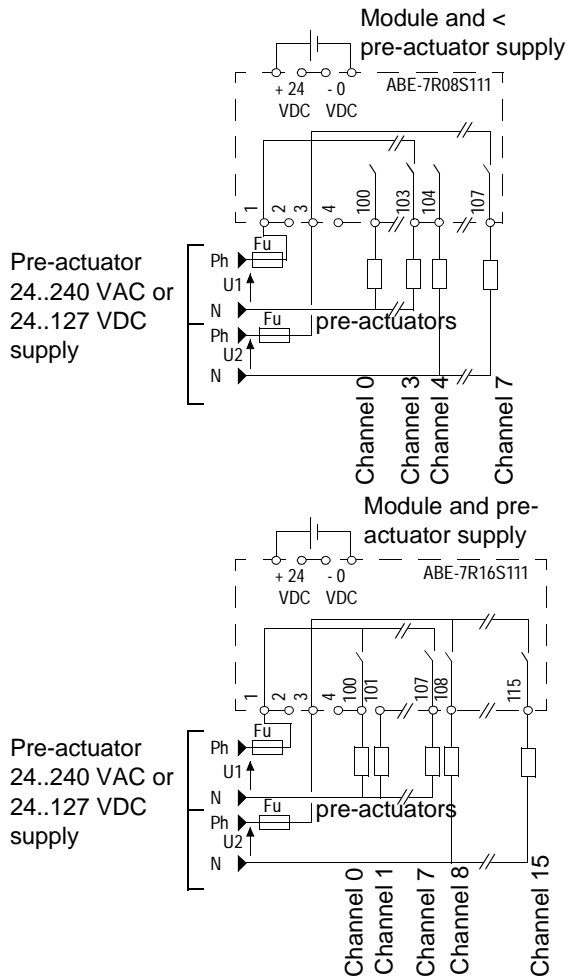 Module and <
pre-actuator supply
ABE-7R08S111
+ 24 - 0
VDC VDC
1 2 3 4 100 103 104 107
Pre-actuator
24..240 VAC or
24..127 VDC
supply
Ph Fu
U1
N
Ph Fu pre-actuators
U2
N
Channel 0
Channel 3
Channel 4
Channel 7
Module and pre-
actuator supply
ABE-7R16S111
+ 24 - 0
VDC VDC
1 2 3 4 100 101 107 108 115
Pre-actuator
24..240 VAC or
24..127 VDC
supply
Ph Fu
U1
N
Ph Fu pre-actuators
U2
N
Channel 0
Channel 1
Channel 7
Channel 8
Channel 15